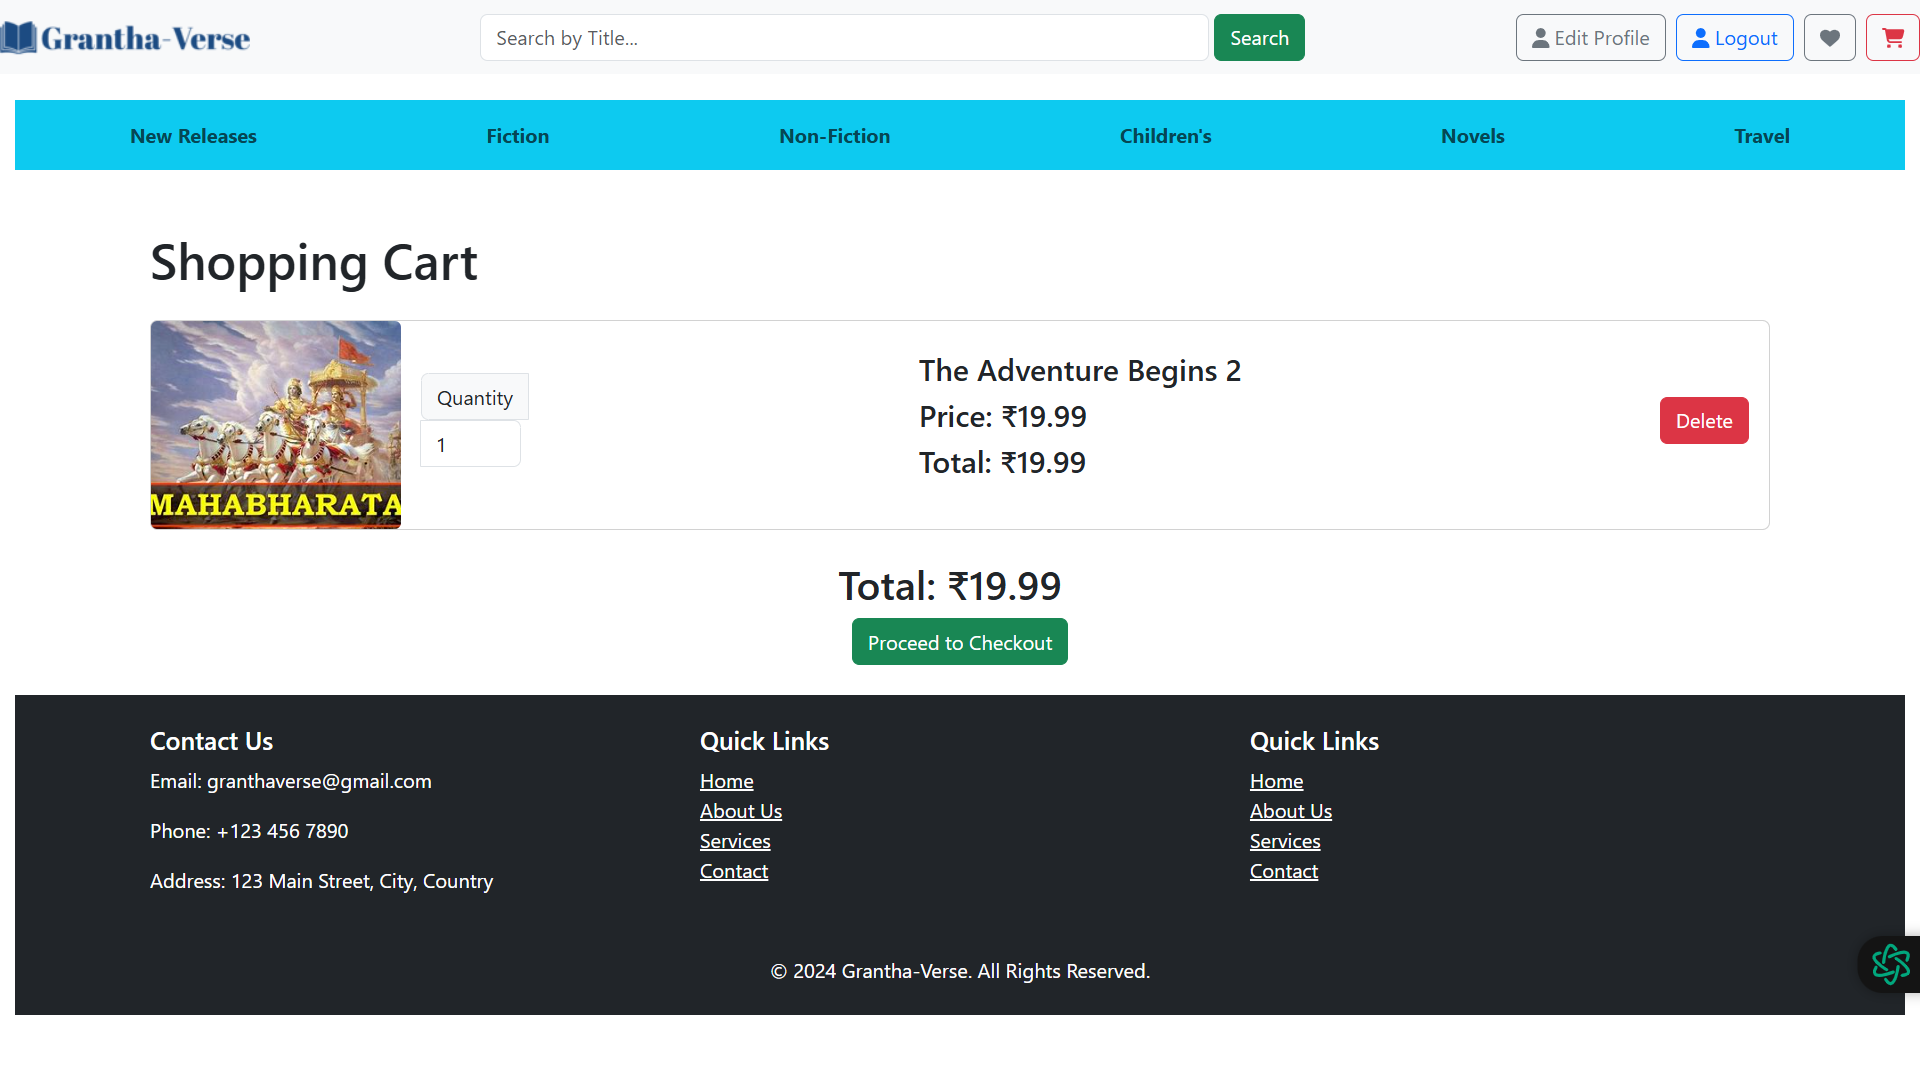 Grantha-Verse
Search by Title...
Search
Edit Profile
Logout
New Releases
Fiction
Non-Fiction
Children's
Novels
Travel
Shopping Cart
MAHABHARATA
Quantity
1
The Adventure Begins 2
Price: ₹19.99
Total: ₹19.99
Delete
Total: ₹19.99
Proceed to Checkout
Contact Us
Email: granthaverse@gmail.com
Phone: +123 456 7890
Address: 123 Main Street, City, Country
Quick Links
Home
About Us
Services
Contact
Quick Links
Home
About Us
Services
Contact
© 2024 Grantha-Verse. All Rights Reserved.